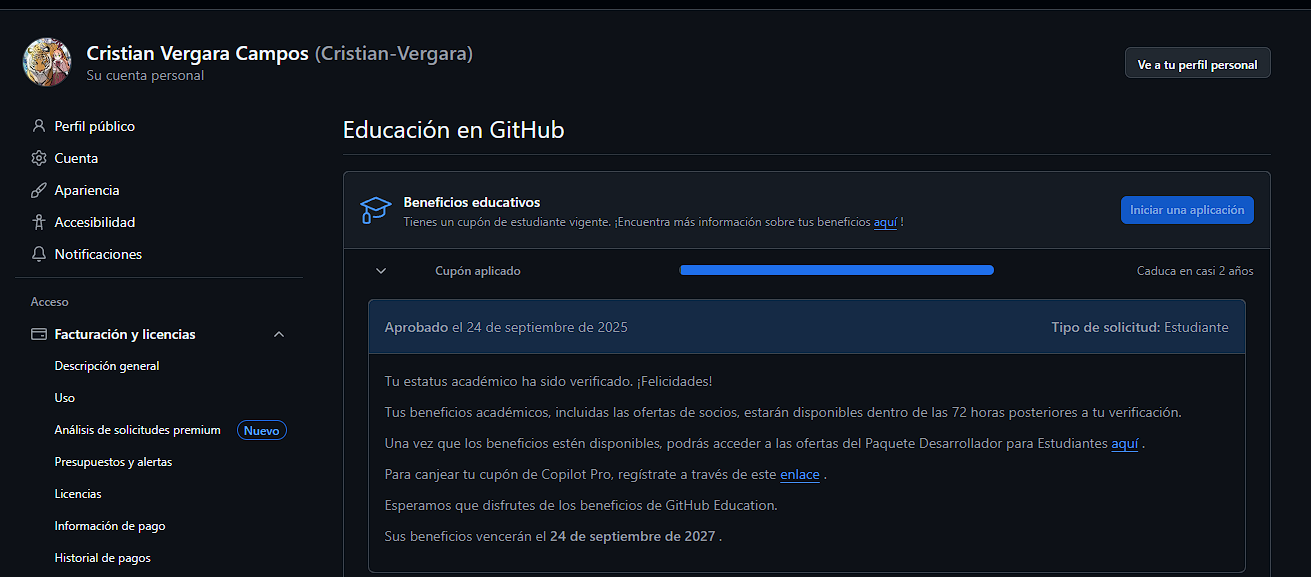 Cristian Vergara Campos (Cristian-Vergara)
Su cuenta personal
Ve a tu perfil personal
Perfil público
Cuenta
Apariencia
Accesibilidad
Notificaciones
Acceso
Facturación y licencias
Descripción general
Uso
Análisis de solicitudes premium Nuevo
Presupuestos y alertas
Licencias
Información de pago
Historial de pagos
Educación en GitHub
Beneficios educativos
Tienes un cupón de estudiante vigente. ¡Encuentra más información sobre tus beneficios aquí !
Iniciar una aplicación
Cupón aplicado Caduca en casi 2 años
Aprobado el 24 de septiembre de 2025 Tipo de solicitud: Estudiante
Tu estatus académico ha sido verificado. ¡Felicidades!
Tus beneficios académicos, incluidas las ofertas de socios, estarán disponibles dentro de las 72 horas posteriores a tu verificación.
Una vez que los beneficios estén disponibles, podrás acceder a las ofertas del Paquete Desarrollador para Estudiantes aquí .
Para canjear tu cupón de Copilot Pro, regístrate a través de este enlace .
Esperamos que disfrutes de los beneficios de GitHub Education.
Sus beneficios vencerán el 24 de septiembre de 2027 .